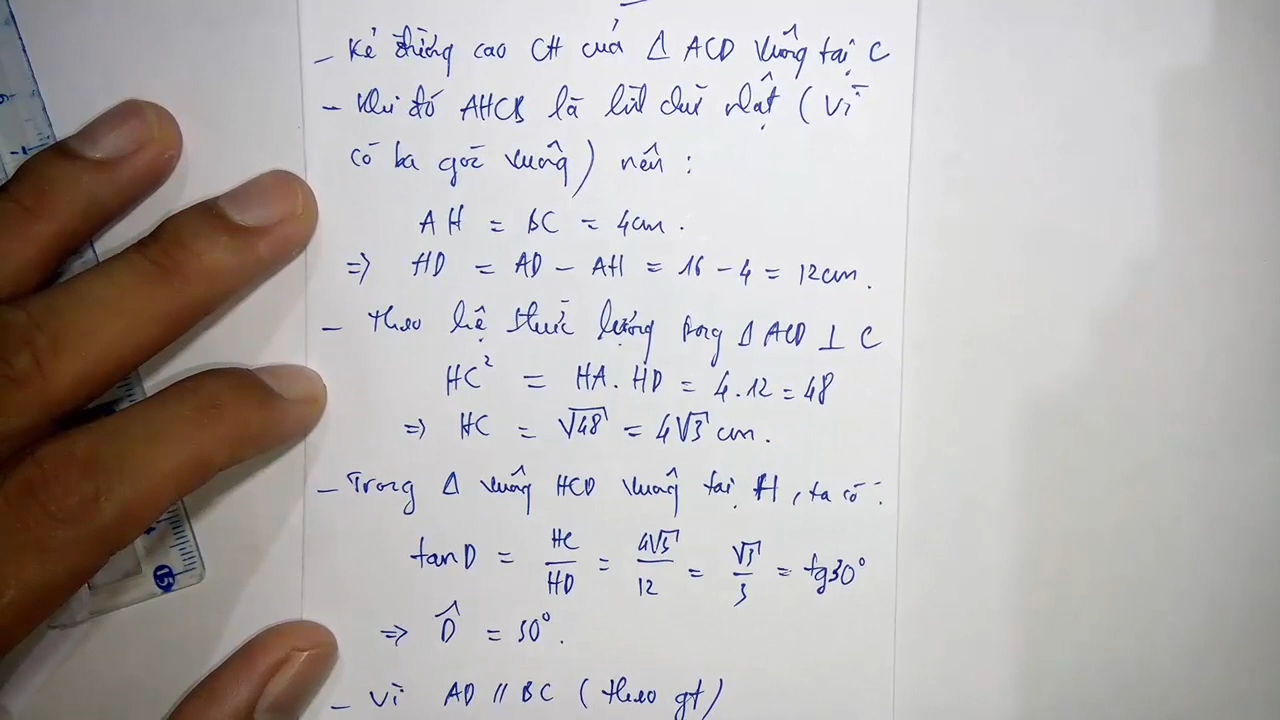 - Kẻ đường cao CH của Δ ACD vuông tại C
- Khi đó AHCB là hình chữ nhật (Vì
có ba góc vuông) nên :
AH = BC = 4cm.
=> HD = AD - AH = 16 - 4 = 12cm.
- Theo hệ thức lượng trong Δ ACD ⊥ C
HC² = HA. HD = 4.12 = 48
=> HC = √48 = 4√3 cm.
- Trong Δ vuông HCD vuông tại H, ta có :
tanD = HC/HD = 4√3/12 = √3/3 = tg30°
=> D̂ = 30°.
- Vì AD // BC (theo gt)
15